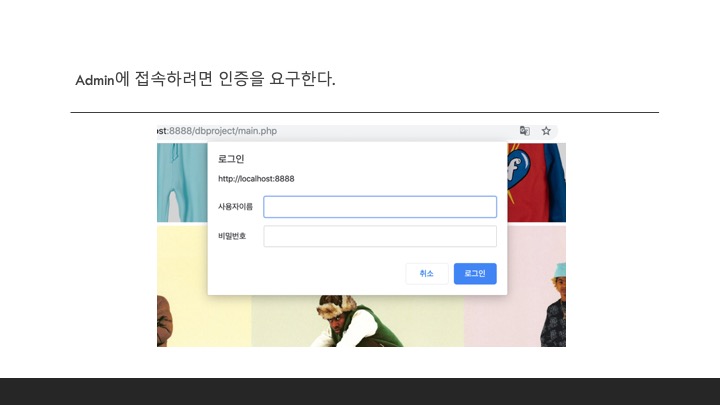 Admin에 접속하려면 인증을 요구한다.
ost:8888/dbproject/main.php
로그인
http://localhost:8888
사용자이름
비밀번호
취소 로그인